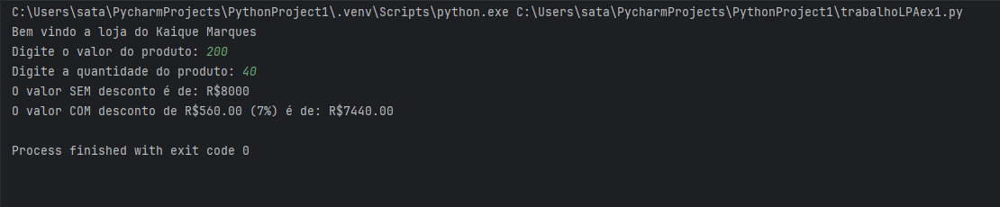 C:\Users\sata\PycharmProjects\PythonProject1\.venv\Scripts\python.exe C:\Users\sata\PycharmProjects\PythonProject1\trabalhoLPAex1.py
Bem vindo a loja do Kaique Marques
Digite o valor do produto: 200
Digite a quantidade do produto: 40
O valor SEM desconto é de: R$8000
O valor COM desconto de R$560.00 (7%) é de: R$7440.00
Process finished with exit code 0